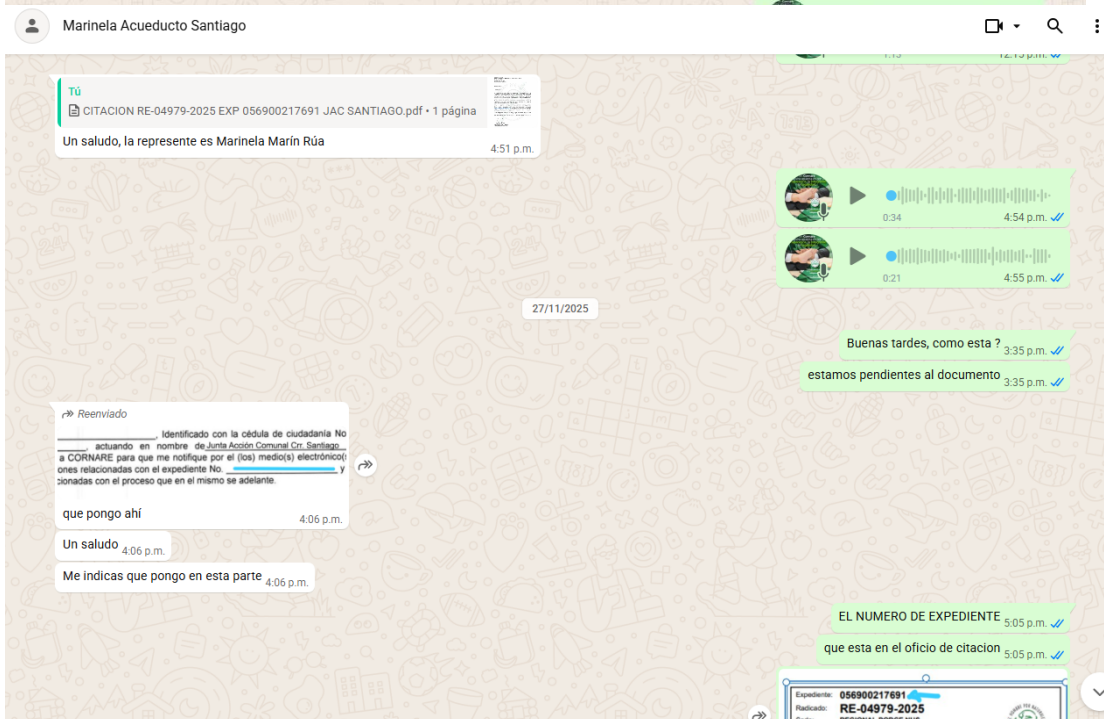 Marinela Acueducto Santiago
1:15 12:15 p.m.
Tú
CITACION RE-04979-2025 EXP 056900217691 JAC SANTIAGO.pdf • 1 página
Un saludo, la represente es Marinela Marín Rúa
4:51 p.m.
0:34 4:54 p.m.
0:21 4:55 p.m.
27/11/2025
Buenas tardes, como esta ? 3:35 p.m.
estamos pendientes al documento 3:35 p.m.
Reenviado
, Identificado con la cédula de ciudadanía No
, actuando en nombre de Junta Acción Comunal Crr. Santiago
a CORNARE para que me notifique por el (los) medio(s) electrónico(
ones relacionadas con el expediente No. y
cionadas con el proceso que en el mismo se adelante.
que pongo ahí
4:06 p.m.
Un saludo 4:06 p.m.
Me indicas que pongo en esta parte 4:06 p.m.
EL NUMERO DE EXPEDIENTE 5:05 p.m.
que esta en el oficio de citacion 5:05 p.m.
Expediente: 056900217691
Radicado: RE-04979-2025